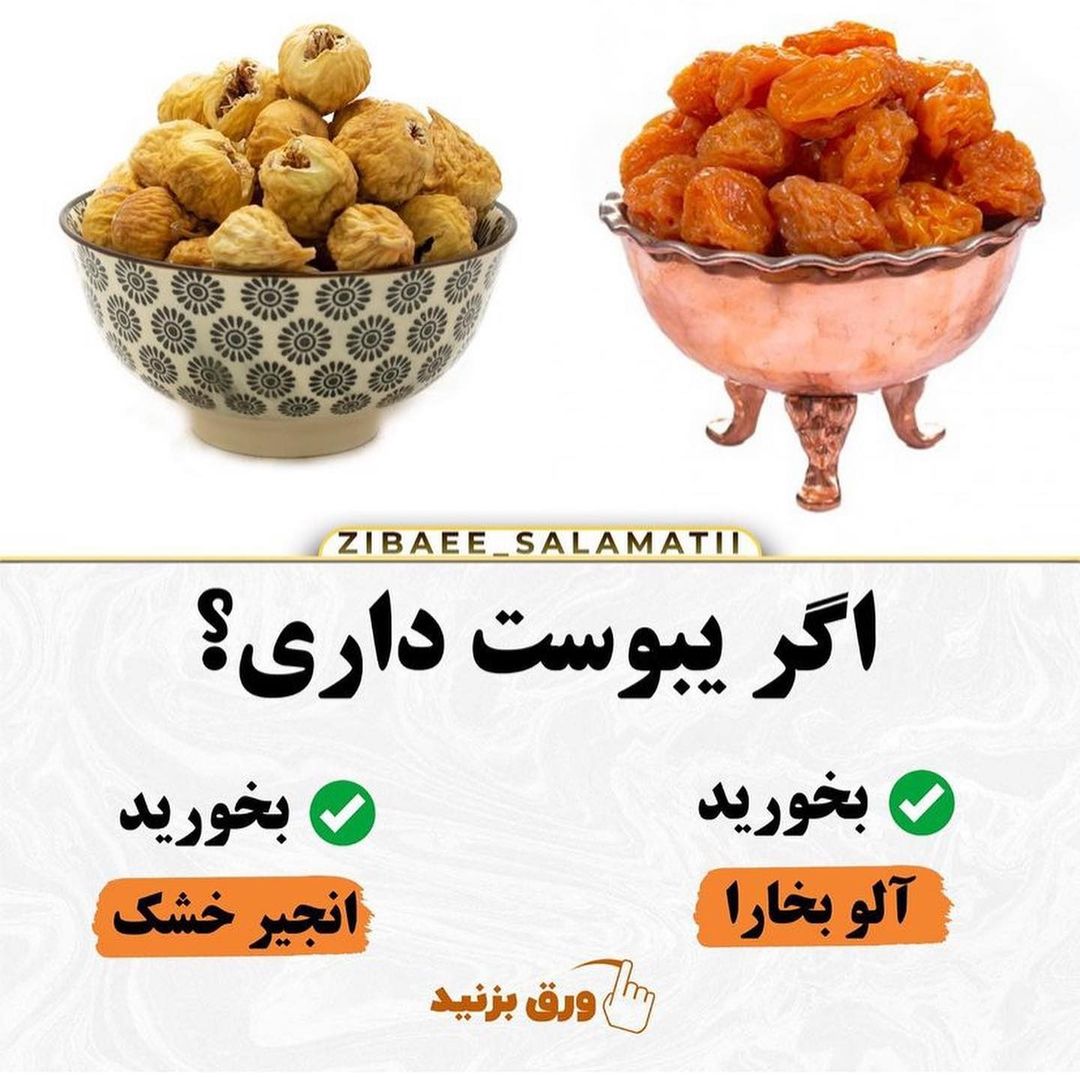 ZIBAEE_SALAMATII
اگر یبوست داری؟
بخورید
آلو بخارا
بخورید
انجیر خشک
ورق بزنید